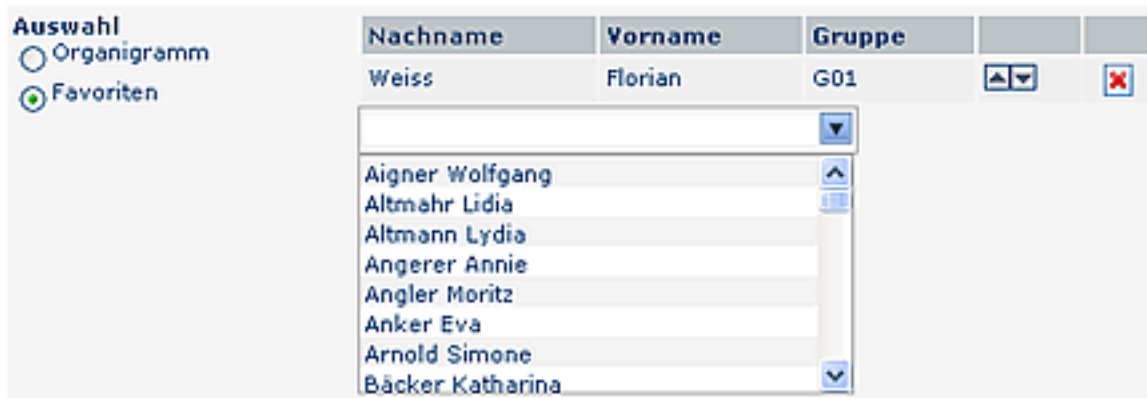 Auswahl
Organigramm
Favoriten
Nachname Vorname Gruppe
Weiss Florian G01
Aigner Wolfgang
Altmahr Lidia
Altmann Lydia
Angerer Annie
Angler Moritz
Anker Eva
Arnold Simone
Bäcker Katharina